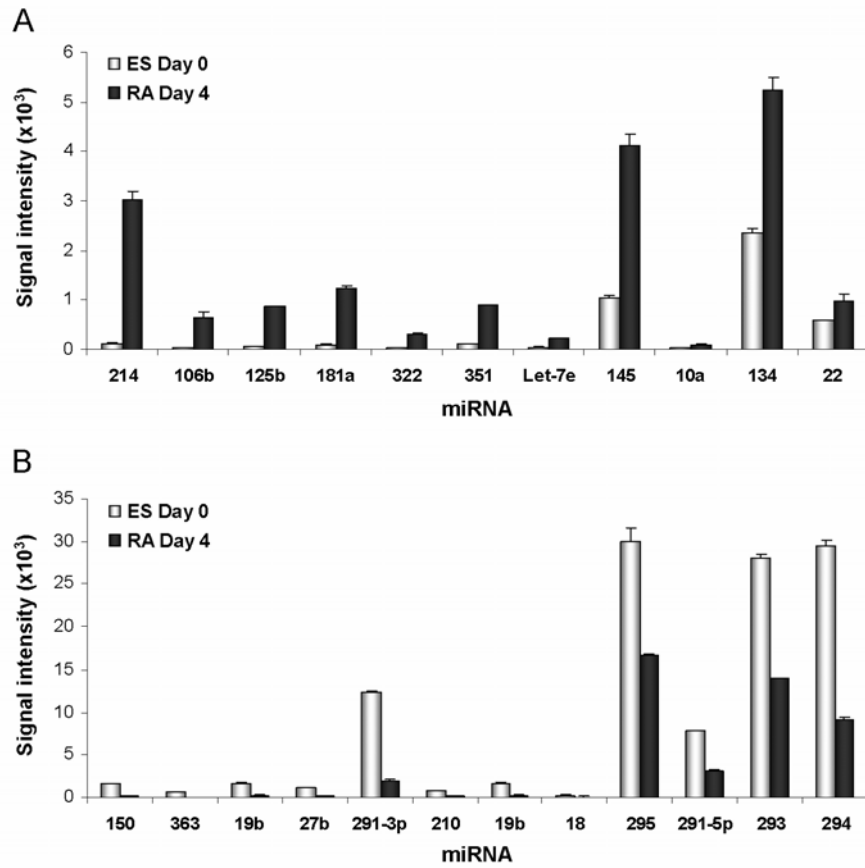 A
Signal intensity (x10³)
6
5
4
3
2
1
0
ES Day 0
RA Day 4
214 106b 125b 181a 322 351 Let-7e 145 10a 134 22
miRNA
B
Signal intensity (x10³)
35
30
25
20
15
10
5
0
ES Day 0
RA Day 4
150 363 19b 27b 291-3p 210 19b 18 295 291-5p 293 294
miRNA